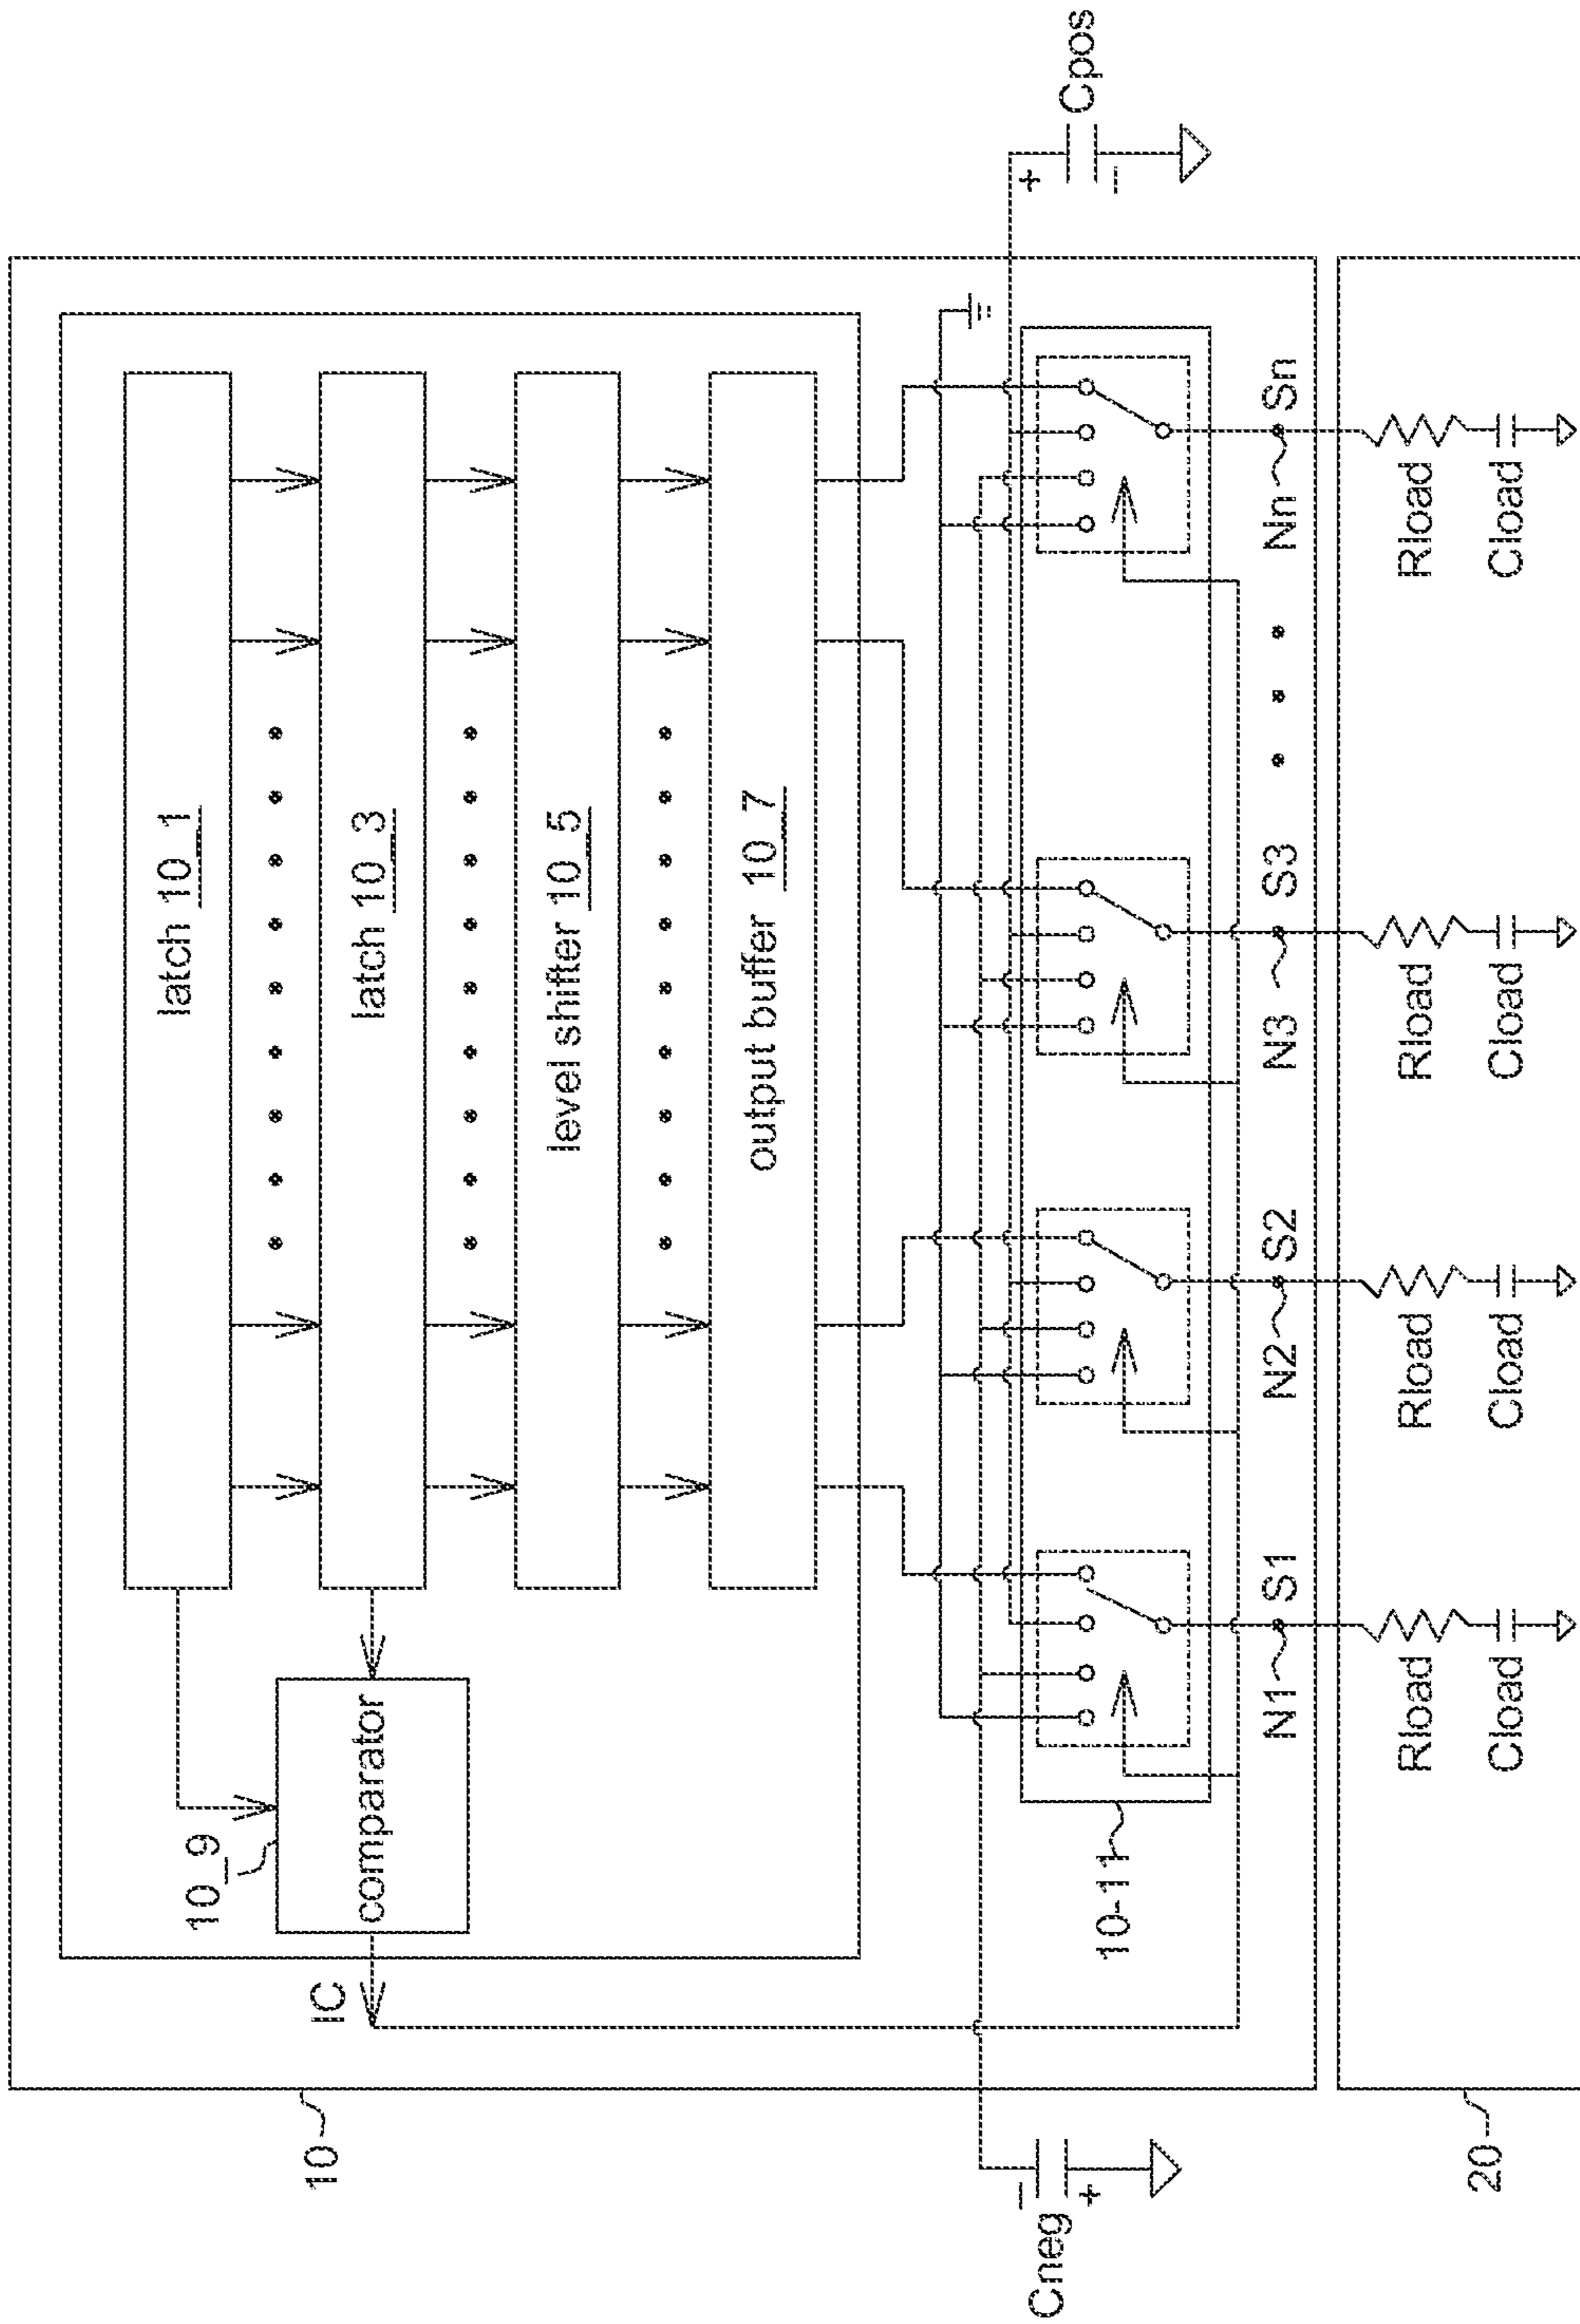 latch 10_1
latch 10_3
level shifter 10_5
output buffer 10_7
10_9
comparator
IC
10
Cneg
−
+
Cpos
+
−
10-11
N1 S1
N2 S2
N3 S3
Nn Sn
Rload
Cload
Rload
Cload
Rload
Cload
Rload
Cload
20